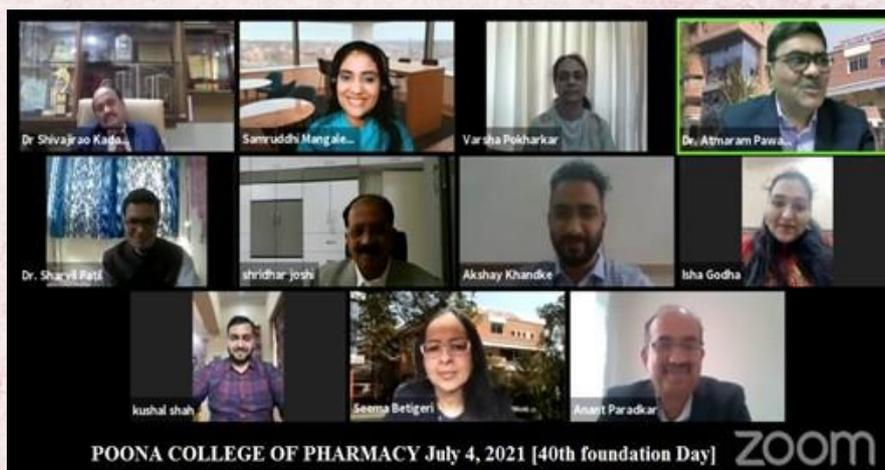 Dr Shivajirao Kada...
Samruddhi Mangale...
Varsha Pokharkar
Dr. Atmaram Pawa...
Dr. Sharvil Patil
shridhar joshi
Akshay Khandke
Isha Godha
kushal shah
Seema Betigeri
Anant Paradkar
POONA COLLEGE OF PHARMACY July 4, 2021 [40th foundation Day]
zoom